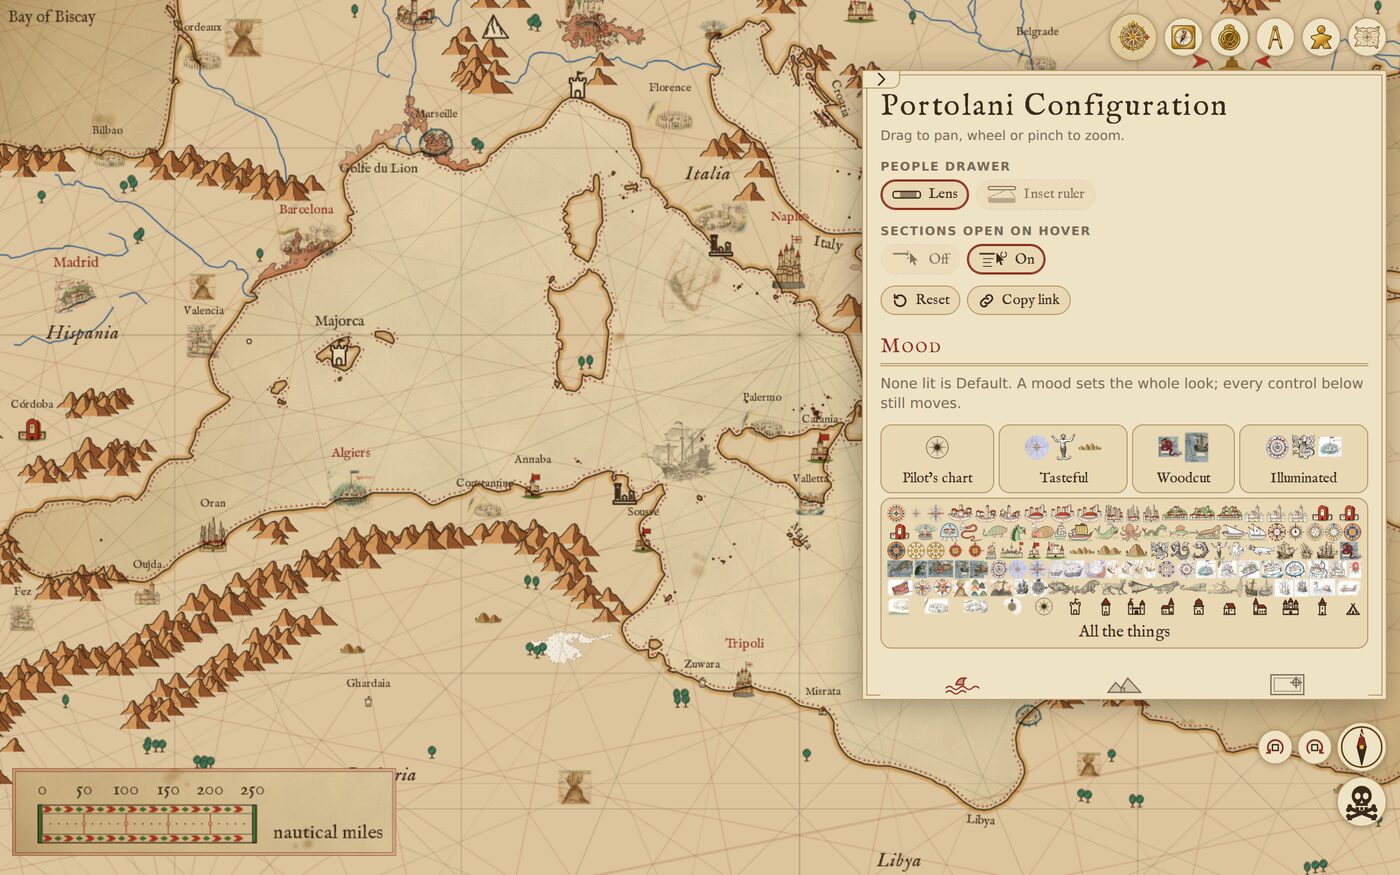 Bay of Biscay
Bordeaux
Bilbao
Marseille
Golfe du Lion
Florence
Croatia
Belgrade
Italia
Barcelona
Naples
Italy
Madrid
Valencia
Hispania
Majorca
Córdoba
Palermo
Catania
Algiers
Annaba
Constantine
Valletta
Oran
Sousse
Malta
Oujda
Fez
Tripoli
Zuwara
Ghardaia
Misrata
Libya
Libya
0 50 100 150 200 250
nautical miles
Portolani Configuration
Drag to pan, wheel or pinch to zoom.
PEOPLE DRAWER
Lens
Inset ruler
SECTIONS OPEN ON HOVER
Off
On
Reset
Copy link
Mood
None lit is Default. A mood sets the whole look; every control below
still moves.
Pilot's chart
Tasteful
Woodcut
Illuminated
All the things